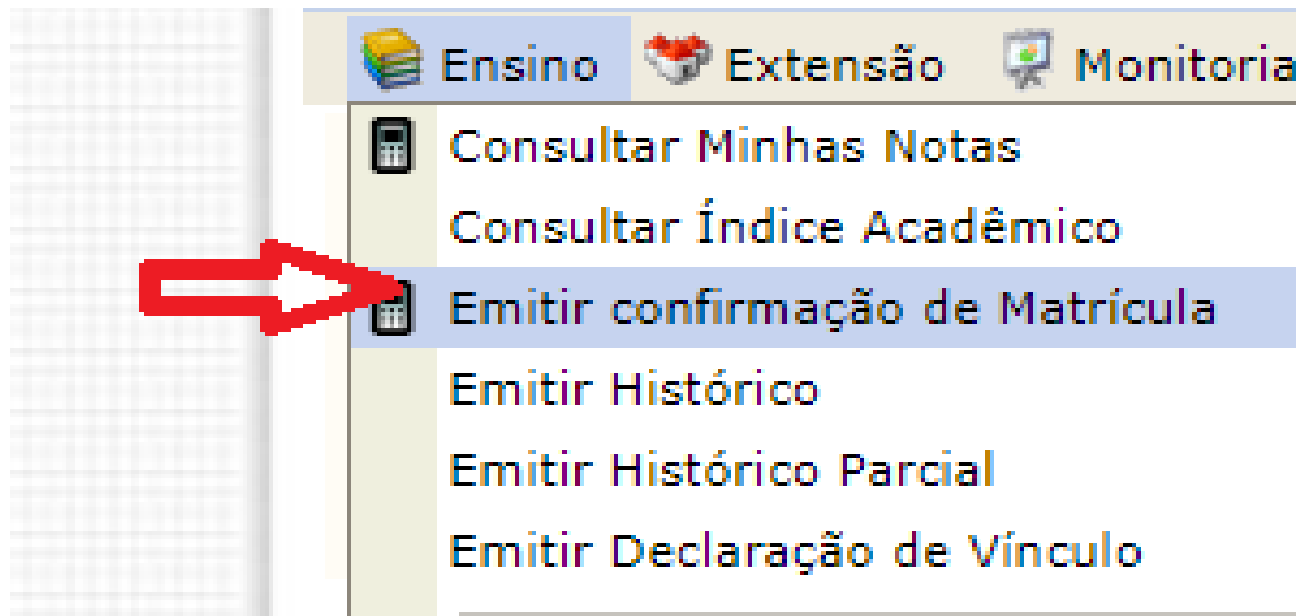 Ensino Extensão Monitoria
Consultar Minhas Notas
Consultar Índice Acadêmico
Emitir confirmação de Matrícula
Emitir Histórico
Emitir Histórico Parcial
Emitir Declaração de Vínculo